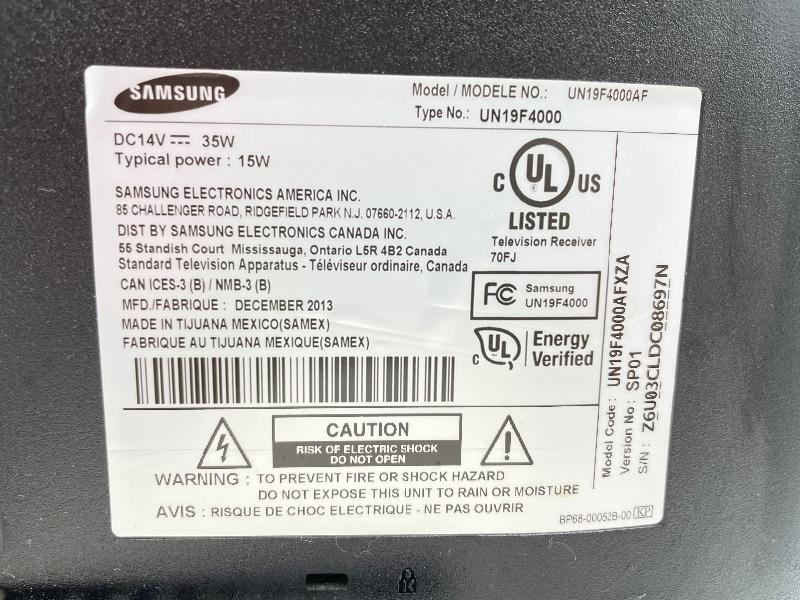 SAMSUNG
Model / MODELE NO.: UN19F4000AF
Type No.: UN19F4000
DC14V 35W
Typical power : 15W
SAMSUNG ELECTRONICS AMERICA INC.
85 CHALLENGER ROAD, RIDGEFIELD PARK N.J. 07660-2112, U.S.A.
DIST BY SAMSUNG ELECTRONICS CANADA INC.
55 Standish Court Mississauga, Ontario L5R 4B2 Canada
Standard Television Apparatus - Téléviseur ordinaire, Canada
CAN ICES-3 (B) / NMB-3 (B)
MFD./FABRIQUE : DECEMBER 2013
MADE IN TIJUANA MEXICO(SAMEX)
FABRIQUE AU TIJUANA MEXIQUE(SAMEX)
C UL US
LISTED
Television Receiver
70FJ
FC Samsung
UN19F4000
C UL Energy
Verified
Model Code: UN19F4000AFXZA
Version No: SP01
S/N : Z6U03CLDC08697N
CAUTION
RISK OF ELECTRIC SHOCK
DO NOT OPEN
WARNING : TO PREVENT FIRE OR SHOCK HAZARD
DO NOT EXPOSE THIS UNIT TO RAIN OR MOISTURE
AVIS : RISQUE DE CHOC ELECTRIQUE - NE PAS OUVRIR
BP68-00052B-00 KP